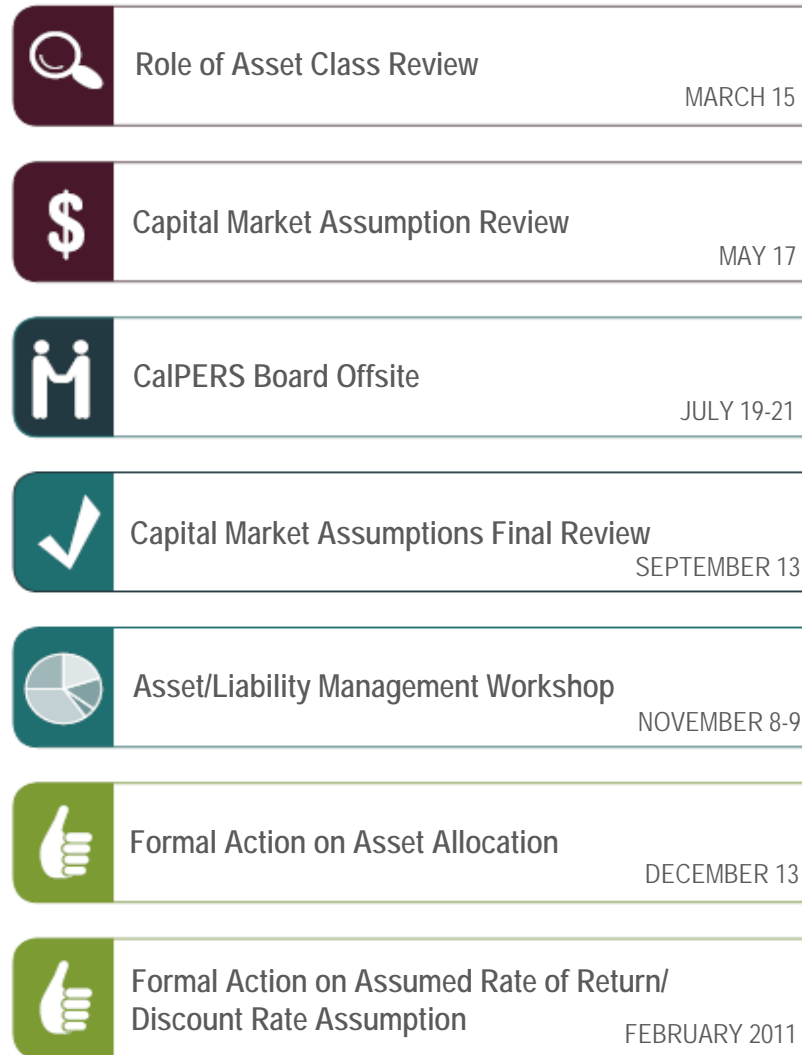 Role of Asset Class Review
MARCH 15
$
Capital Market Assumption Review
MAY 17
CalPERS Board Offsite
JULY 19-21
Capital Market Assumptions Final Review
SEPTEMBER 13
Asset/Liability Management Workshop
NOVEMBER 8-9
Formal Action on Asset Allocation
DECEMBER 13
Formal Action on Assumed Rate of Return/
Discount Rate Assumption
FEBRUARY 2011